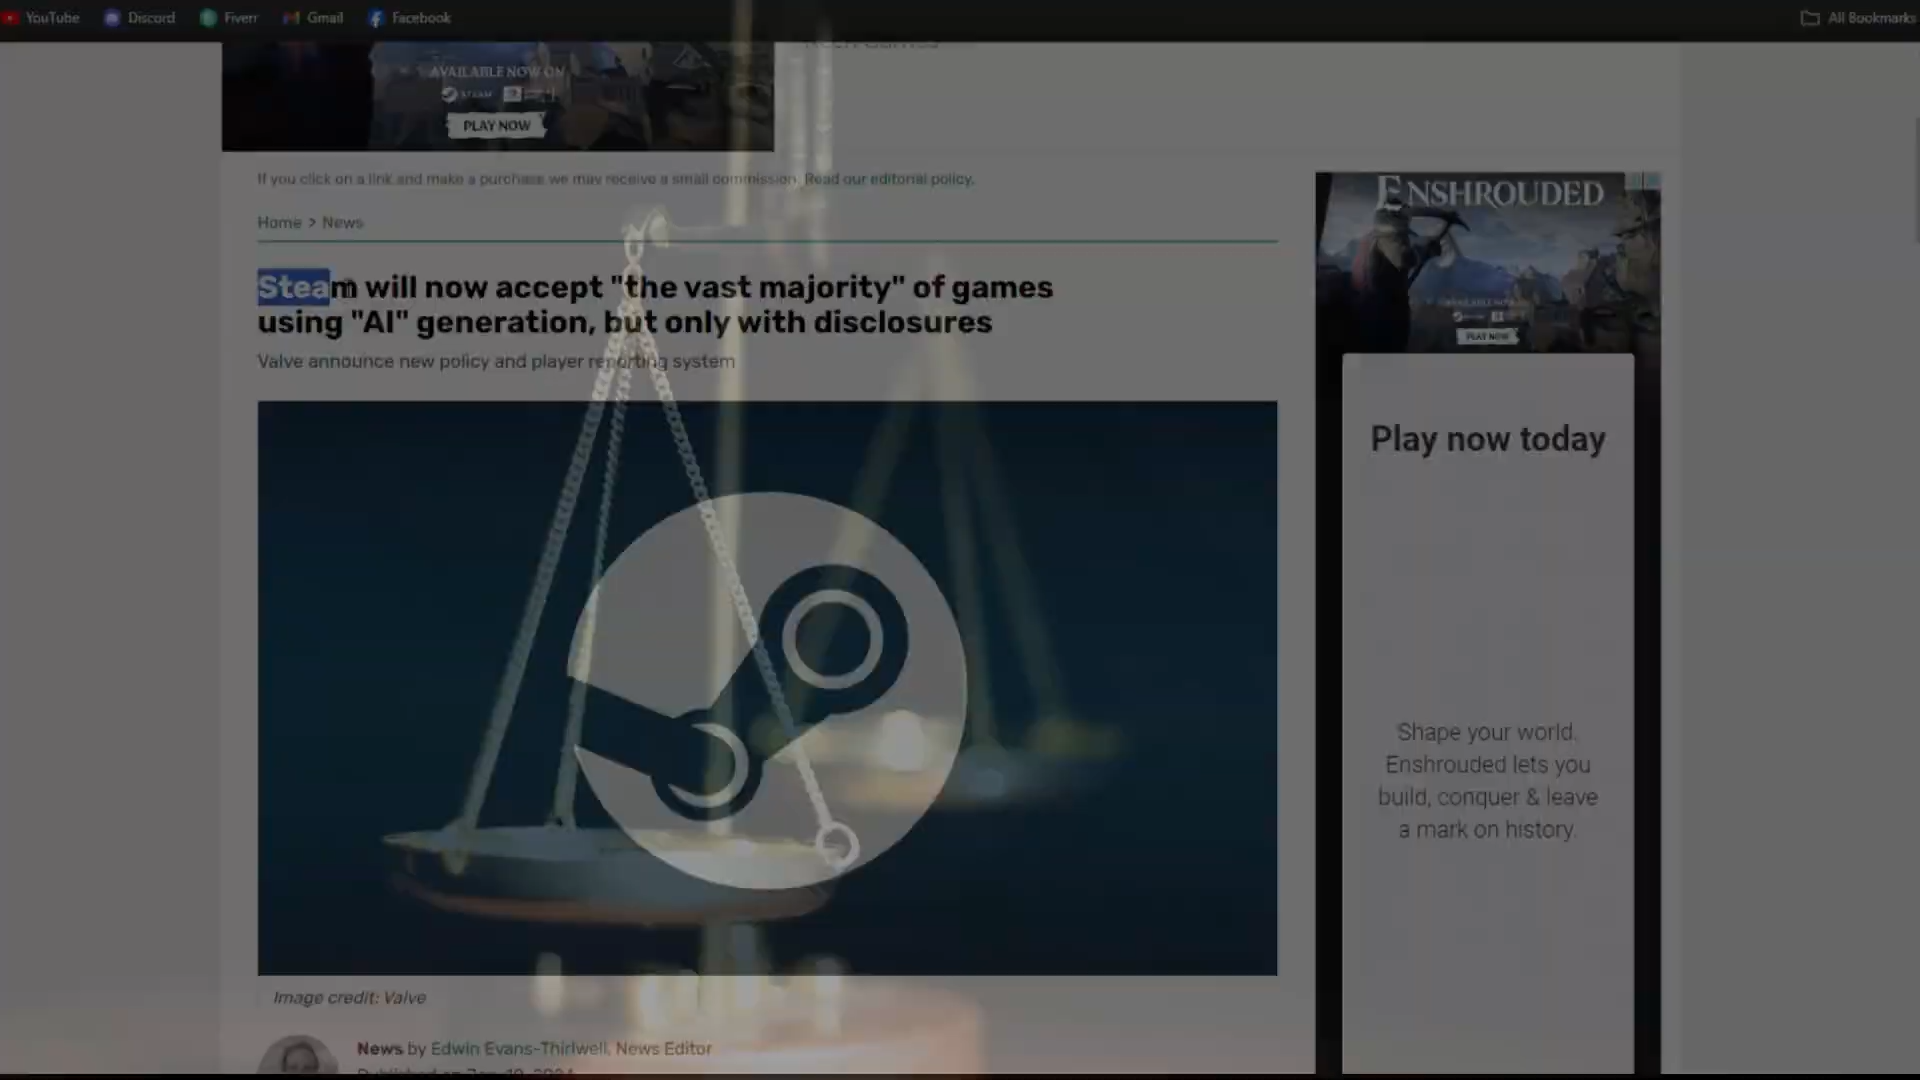 YouTube
Discord
Fiverr
Gmail
Facebook
All Bookmarks
AVAILABLE NOW ON
STEAM
PLAY NOW
If you click on a link and make a purchase we may receive a small commission. Read our editorial policy.
Home > News
Steam will now accept "the vast majority" of games
using "AI" generation, but only with disclosures
Valve announce new policy and player reporting system
ENSHROUDED
PLAY NOW
Play now today
Shape your world.
Enshrouded lets you
build, conquer & leave
a mark on history.
Image credit: Valve
News by Edwin Evans-Thirlwell, News Editor